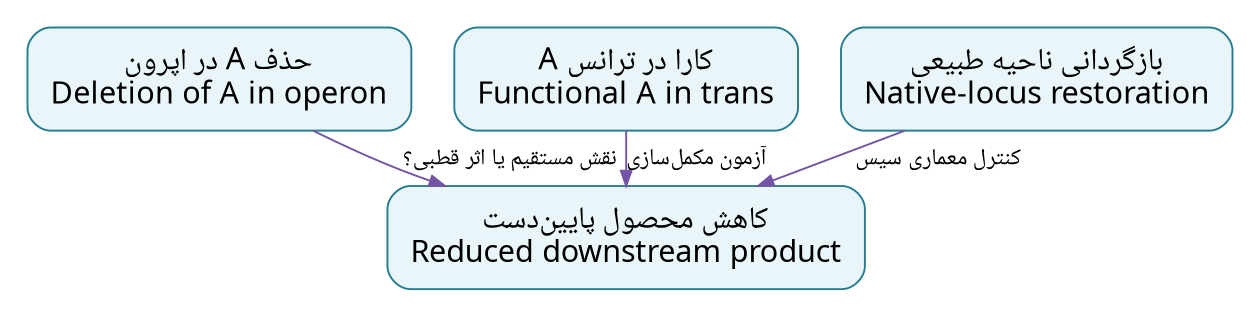 حذف A در اپرون
Deletion of A in operon
A کارا در ترانس
Functional A in trans
بازگردانی ناحیه طبیعی
Native-locus restoration
نقش مستقیم یا اثر قطبی؟
آزمون مکمل‌سازی
کنترل معماری سیس
کاهش محصول پایین‌دست
Reduced downstream product